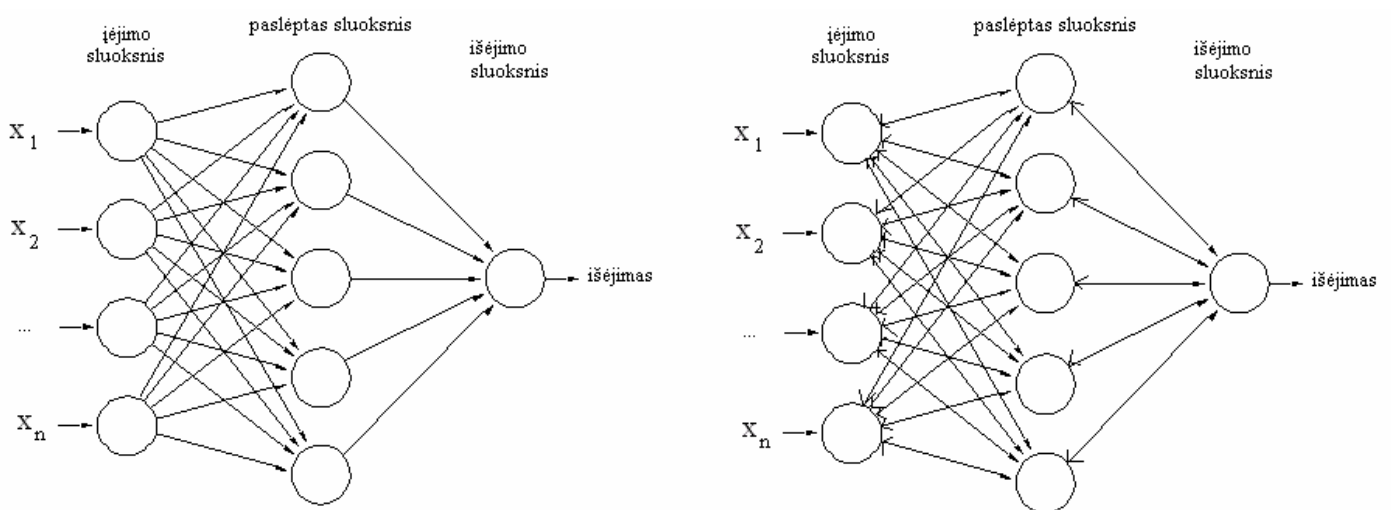 įėjimo
sluoksnis
paslėptas sluoksnis
išėjimo
sluoksnis
X1
X2
...
Xn
išėjimas
įėjimo
sluoksnis
paslėptas sluoksnis
išėjimo
sluoksnis
X1
X2
...
Xn
išėjimas